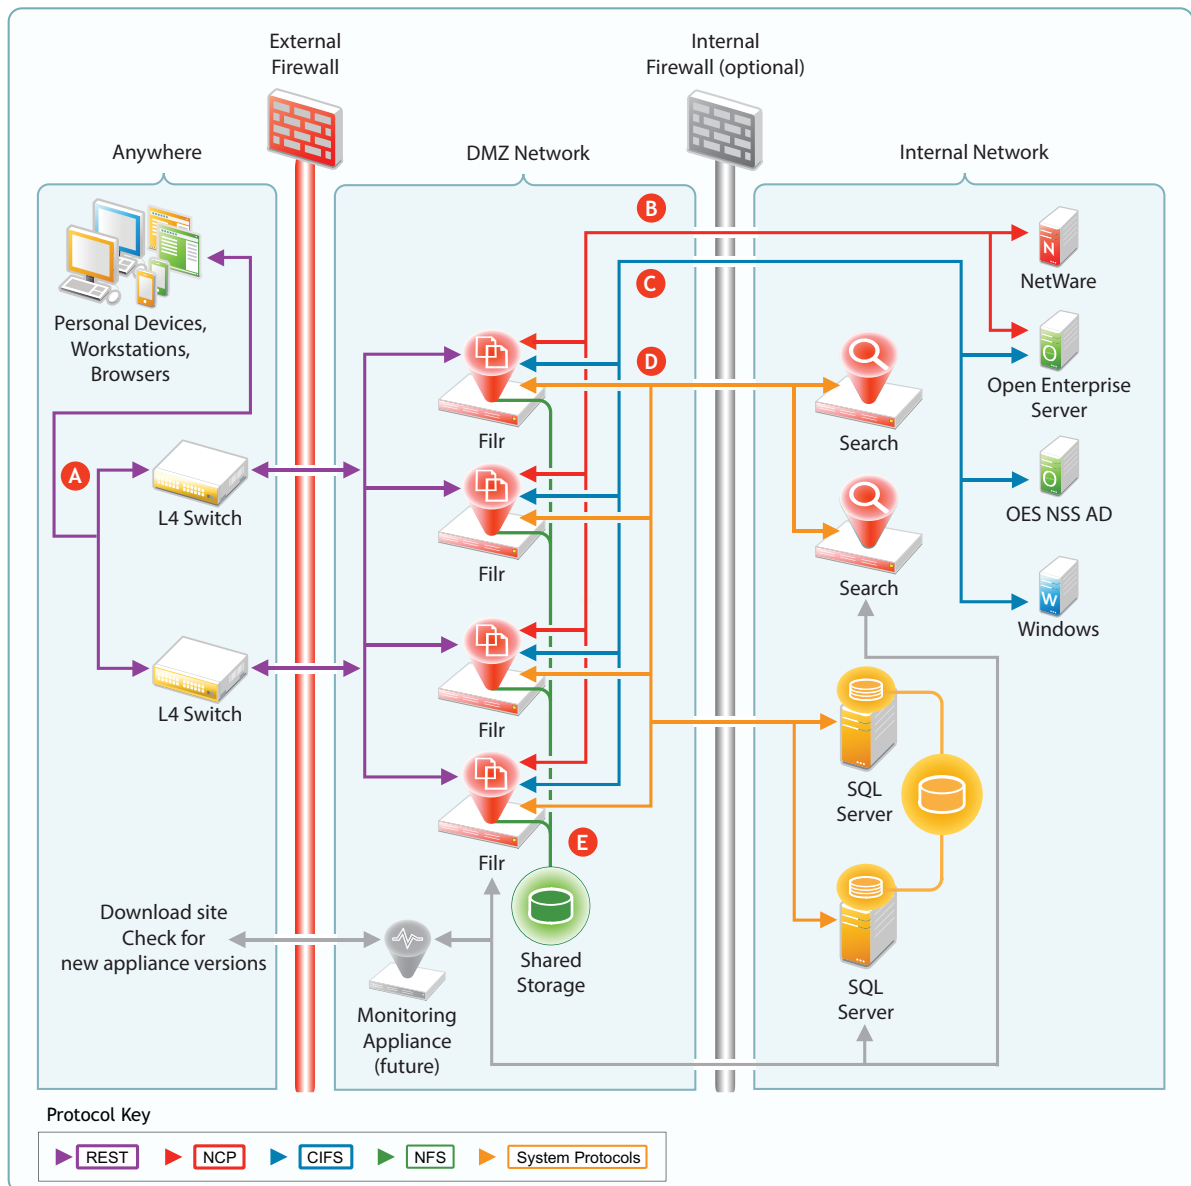 External
Firewall
Internal
Firewall (optional)
Anywhere
DMZ Network
Internal Network
B
N
NetWare
C
Personal Devices,
Workstations,
Browsers
D
O
Open Enterprise
Server
Filr
Search
A
L4 Switch
O
OES NSS AD
Filr
Search
W
Windows
L4 Switch
Filr
SQL
Server
E
Filr
Download site
Check for
new appliance versions
Shared
Storage
Monitoring
Appliance
(future)
SQL
Server
Protocol Key
REST
NCP
CIFS
NFS
System Protocols